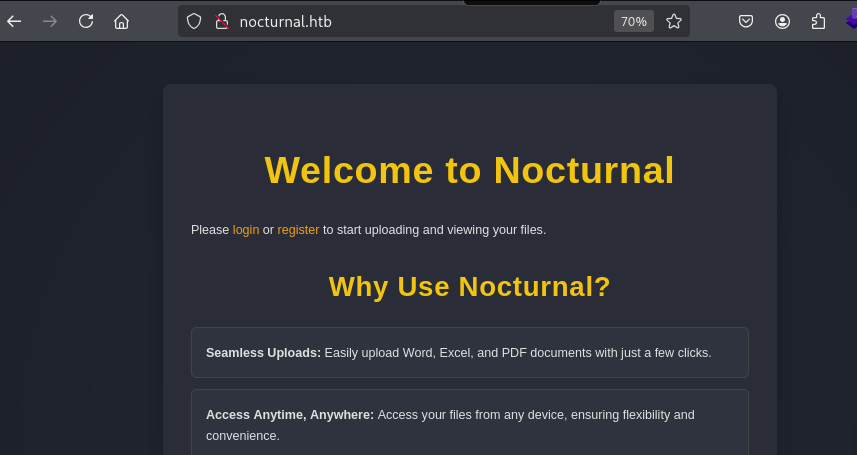 nocturnal.htb
70%
Welcome to Nocturnal
Please login or register to start uploading and viewing your files.
Why Use Nocturnal?
Seamless Uploads: Easily upload Word, Excel, and PDF documents with just a few clicks.
Access Anytime, Anywhere: Access your files from any device, ensuring flexibility and
convenience.